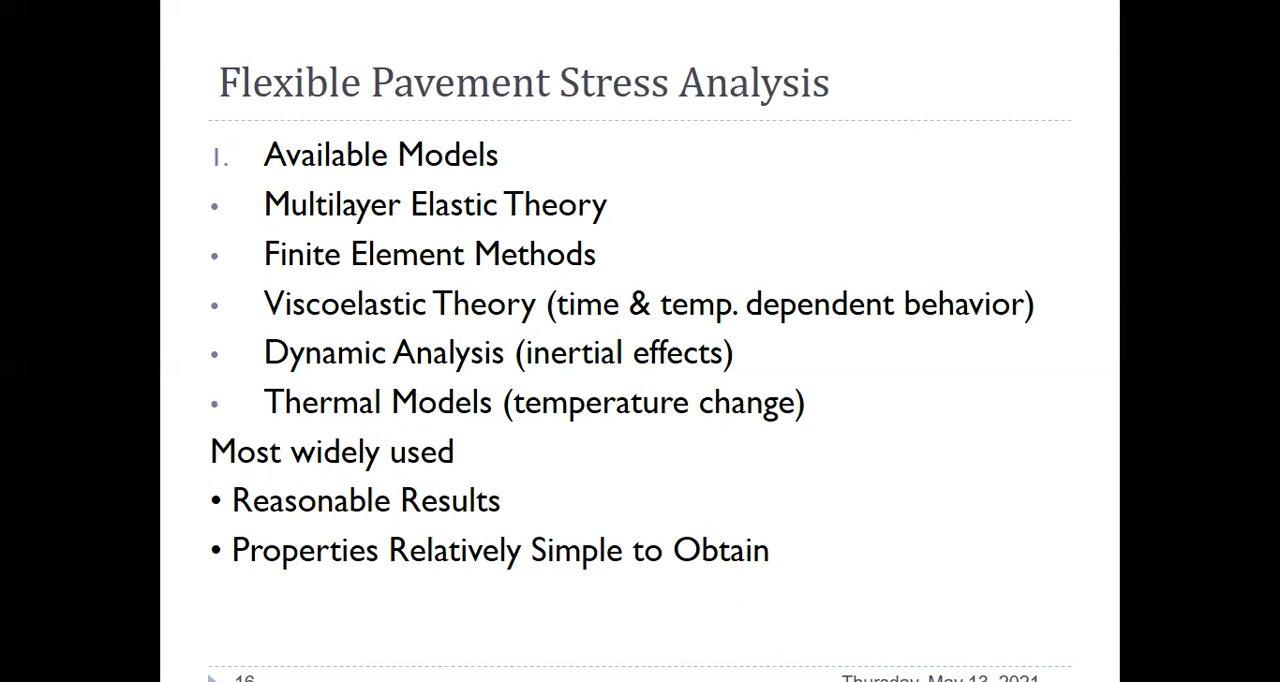 Flexible Pavement Stress Analysis
1. Available Models
• Multilayer Elastic Theory
• Finite Element Methods
• Viscoelastic Theory (time & temp. dependent behavior)
• Dynamic Analysis (inertial effects)
• Thermal Models (temperature change)
Most widely used
• Reasonable Results
• Properties Relatively Simple to Obtain
16 Thursday, May 13, 2021